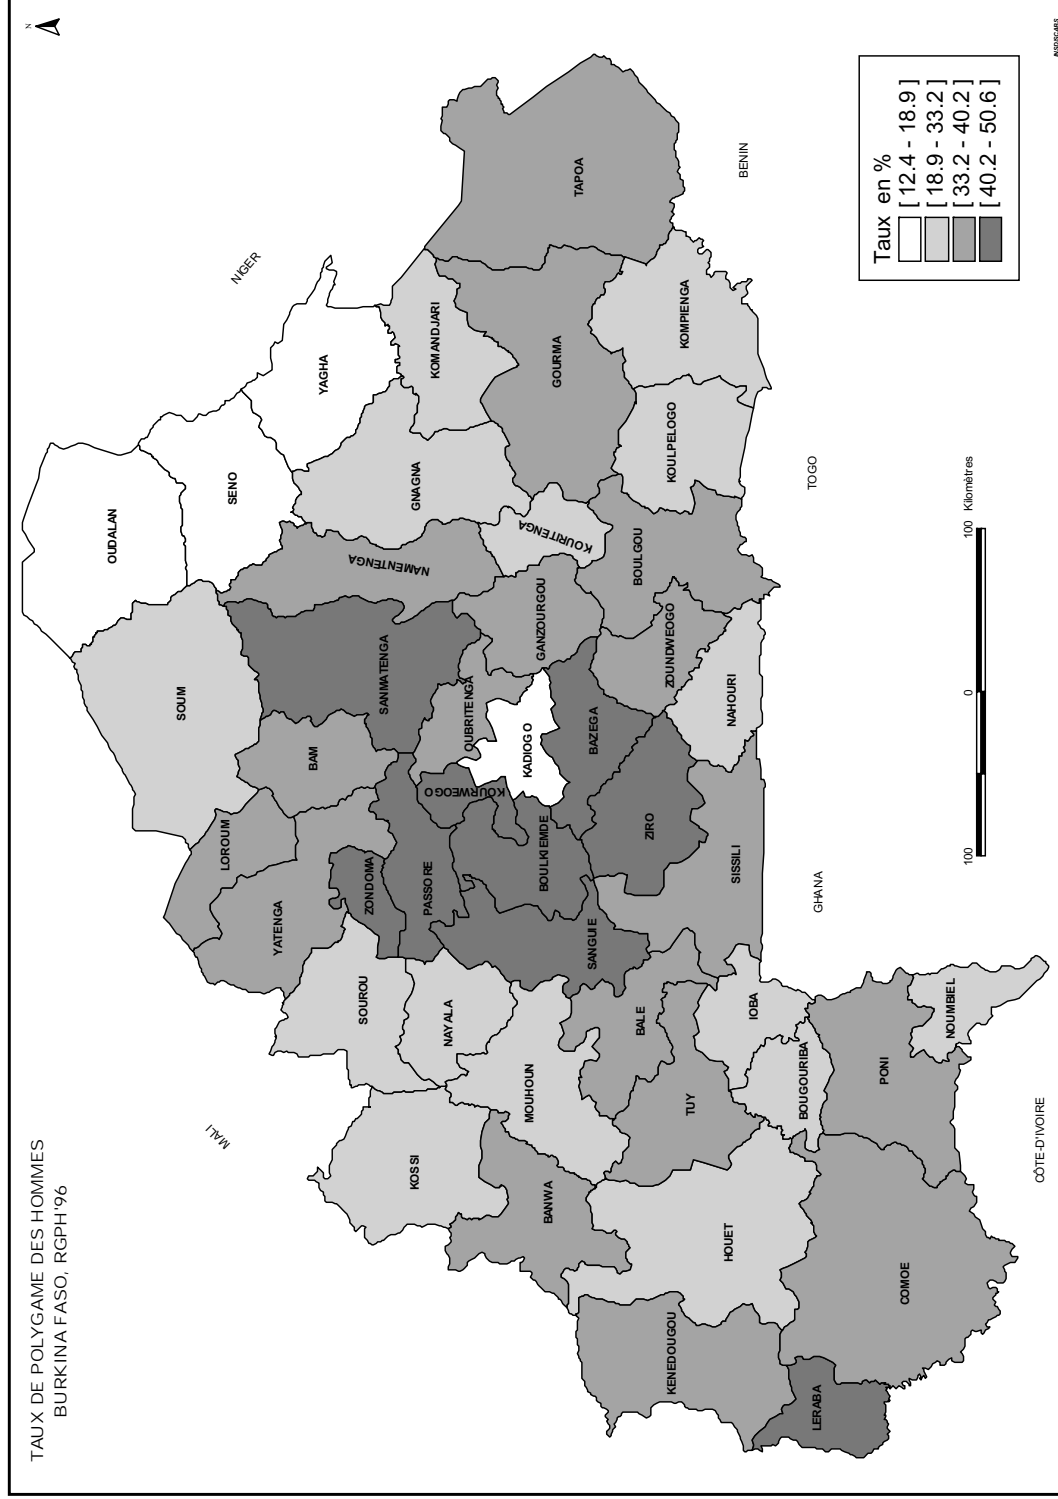 TAUX DE POLYGAME DES HOMMES
BURKINA FASO, RGPH'96
N
MALI
NIGER
BENIN
TOGO
GHANA
CÔTE-D'IVOIRE
OUDALAN
SOUM
SENO
YAGHA
LOROUM
YATENGA
BAM
SANMATENGA
NAMENTENGA
GNAGNA
KOMANDJARI
TAPOA
SOUROU
ZONDOMA
PASSORE
KOURWEOGO
OUBRITENGA
KOSSI
NAYALA
BOULKIEMDE
KADIOGO
GANZOURGOU
KOURITENGA
GOURMA
MOUHOUN
SANGUIE
BAZEGA
BANWA
BALE
ZIRO
ZOUNDWEOGO
BOULGOU
KOULPELOGO
KOMPIENGA
TUY
SISSILI
NAHOURI
KENEDOUGOU
HOUET
IOBA
BOUGOURIBA
LERABA
COMOE
PONI
NOUMBIEL
Taux en %
[ 12.4 - 18.9 ]
[ 18.9 - 33.2 ]
[ 33.2 - 40.2 ]
[ 40.2 - 50.6 ]
100 0 100 Kilomètres